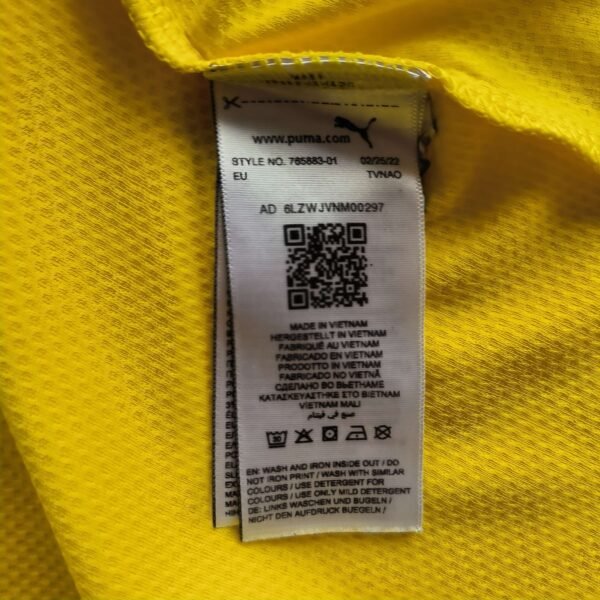 www.puma.com
STYLE NO. 765883-01 02/25/22
EU TVNAO
AD 6LZWJVNM00297
MADE IN VIETNAM
HERGESTELLT IN VIETNAM
FABRIQUÉ AU VIETNAM
FABRICADO EN VIETNAM
PRODOTTO IN VIETNAM
FABRICADO NO VIETNÃ
СДЕЛАНО ВО ВЬЕТНАМЕ
ΚΑΤΑΣΚΕΥΑΣΤΗΚΕ ΣΤΟ ΒΙΕΤΝΑΜ
VIETNAM MALI
صنع في فيتنام
30
EN: WASH AND IRON INSIDE OUT / DO
NOT IRON PRINT / WASH WITH SIMILAR
COLOURS / USE DETERGENT FOR
COLOURS / USE ONLY MILD DETERGENT
DE: LINKS WASCHEN UND BÜGELN /
NICHT DEN AUFDRUCK BUEGELN /